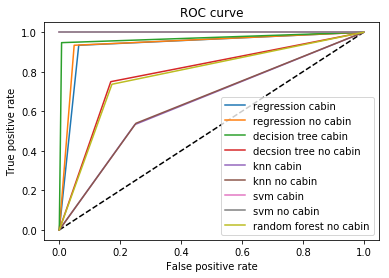 ROC curve
True positive rate
1.0
0.8
0.6
0.4
0.2
0.0
regression cabin
regression no cabin
decision tree cabin
decsion tree no cabin
knn cabin
knn no cabin
svm cabin
svm no cabin
random forest no cabin
0.0 0.2 0.4 0.6 0.8 1.0
False positive rate